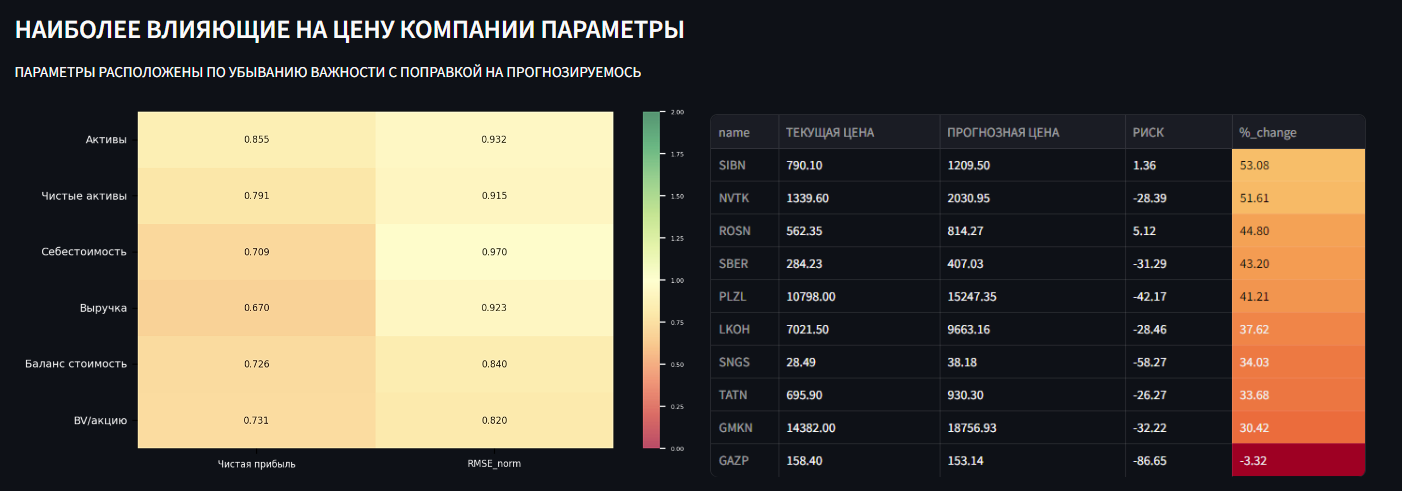 НАИБОЛЕЕ ВЛИЯЮЩИЕ НА ЦЕНУ КОМПАНИИ ПАРАМЕТРЫ
ПАРАМЕТРЫ РАСПОЛОЖЕНЫ ПО УБЫВАНИЮ ВАЖНОСТИ С ПОПРАВКОЙ НА ПРОГНОЗИРУЕМОСЬ
Активы 0.855 0.932
Чистые активы 0.791 0.915
Себестоимость 0.709 0.970
Выручка 0.670 0.923
Баланс стоимость 0.726 0.840
BV/акцию 0.731 0.820
Чистая прибыль RMSE_norm
2.00
1.75
1.50
1.25
1.00
0.75
0.50
0.25
0.00
name ТЕКУЩАЯ ЦЕНА ПРОГНОЗНАЯ ЦЕНА РИСК %_change
SIBN 790.10 1209.50 1.36 53.08
NVTK 1339.60 2030.95 -28.39 51.61
ROSN 562.35 814.27 5.12 44.80
SBER 284.23 407.03 -31.29 43.20
PLZL 10798.00 15247.35 -42.17 41.21
LKOH 7021.50 9663.16 -28.46 37.62
SNGS 28.49 38.18 -58.27 34.03
TATN 695.90 930.30 -26.27 33.68
GMKN 14382.00 18756.93 -32.22 30.42
GAZP 158.40 153.14 -86.65 -3.32